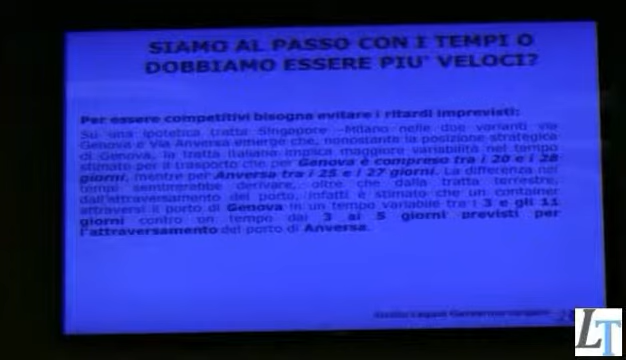 SIAMO AL PASSO CON I TEMPI O
DOBBIAMO ESSERE PIU' VELOCI?
Per essere competitivi bisogna evitare i ritardi imprevisti:
Su una ipotetica tratta Singapore –Milano nelle due varianti via
Genova e Via Anversa emerge che, nonostante la posizione strategica
di Genova, la tratta italiana implica maggiore variabilità nel tempo
stimato per il trasporto che per Genova è compreso tra i 20 e i 28
giorni, mentre per Anversa tra i 25 e i 27 giorni. La differenza nei
tempi sembrerebbe derivare, oltre che dalla tratta terrestre,
dall'attraversamento del porto, infatti è stimato che un container
attraversi il porto di Genova in un tempo variabile tra i 3 e gli 11
giorni contro un tempo dai 3 ai 5 giorni previsti per
l'attraversamento del porto di Anversa.
Studio Legale
LT